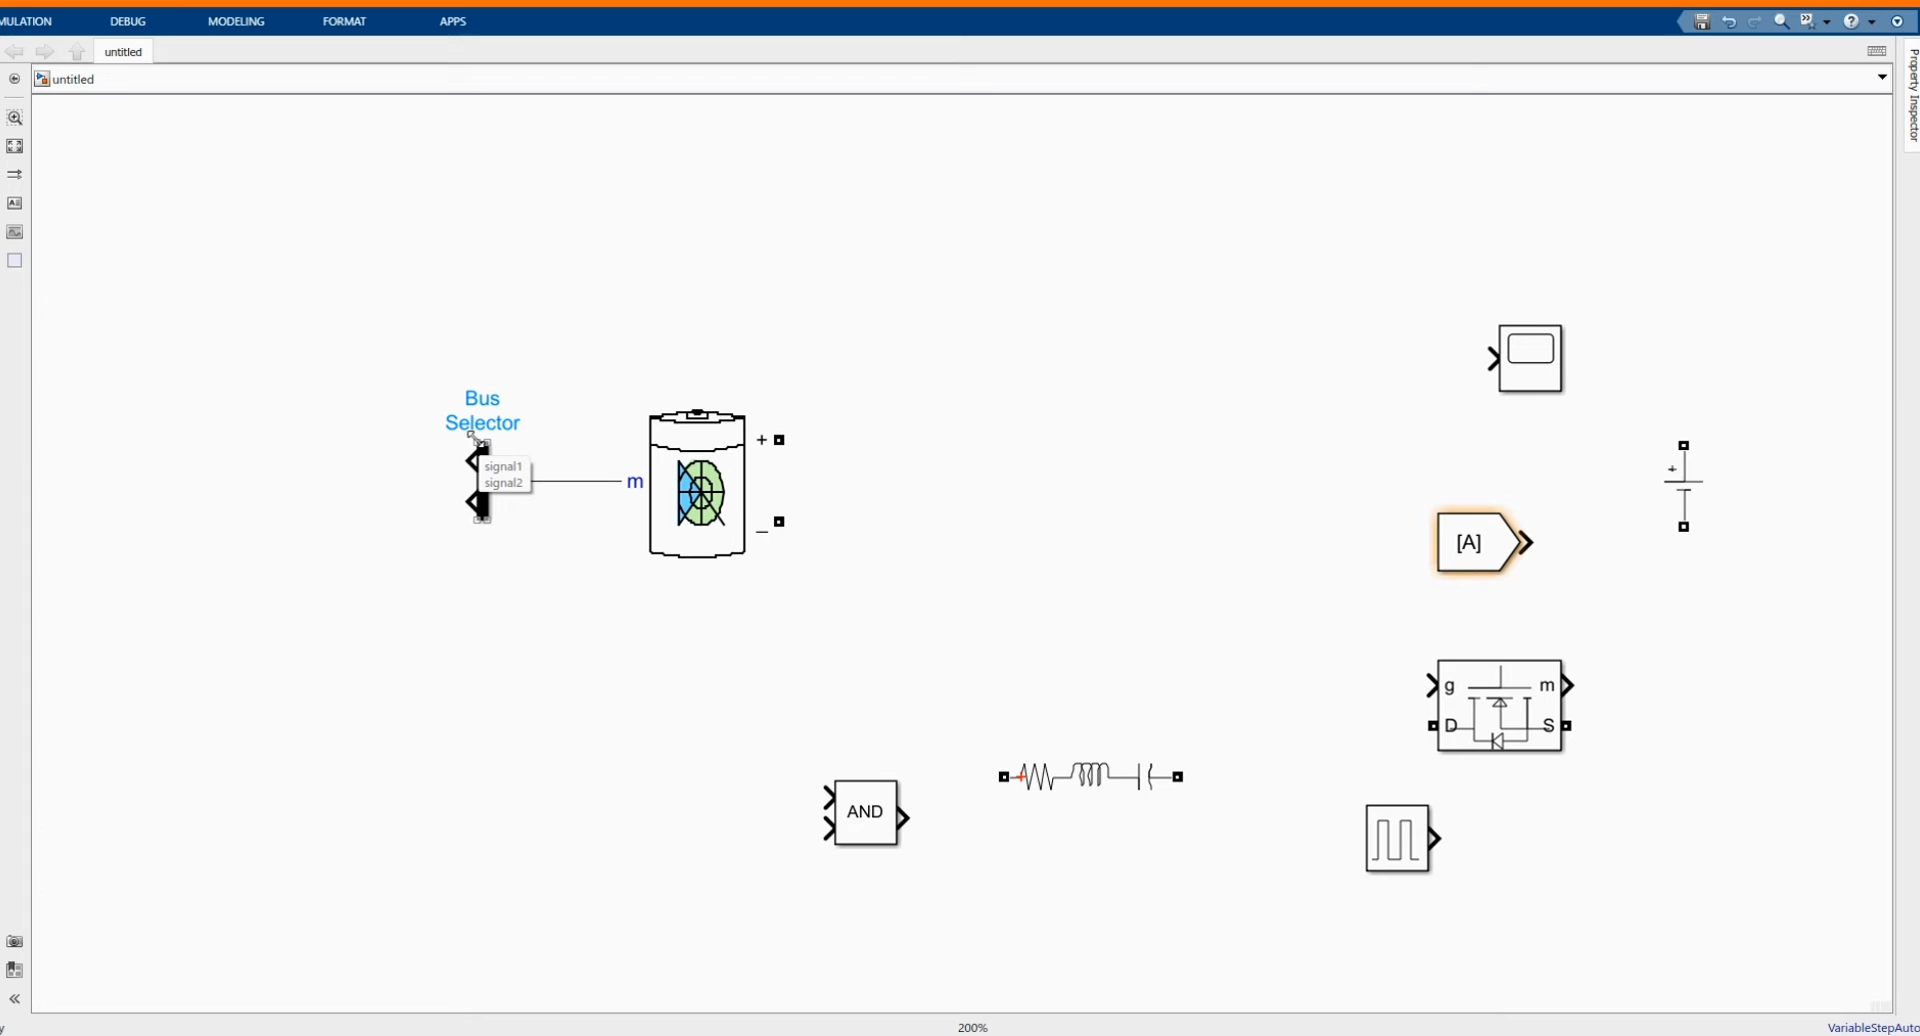 MULATION
DEBUG
MODELING
FORMAT
APPS
untitled
untitled
Property Inspector
Bus
Selector
signal1
signal2
m
+
_
+
[A]
g
m
D
S
+
AND
200%
VariableStepAuto